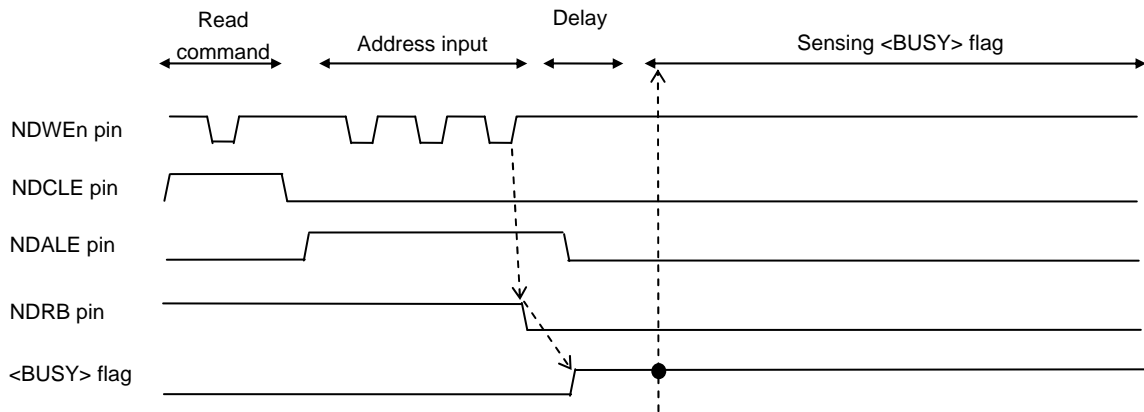 Read
command
Address input
Delay
Sensing <BUSY> flag
NDWEn pin
NDCLE pin
NDALE pin
NDRB pin
<BUSY> flag